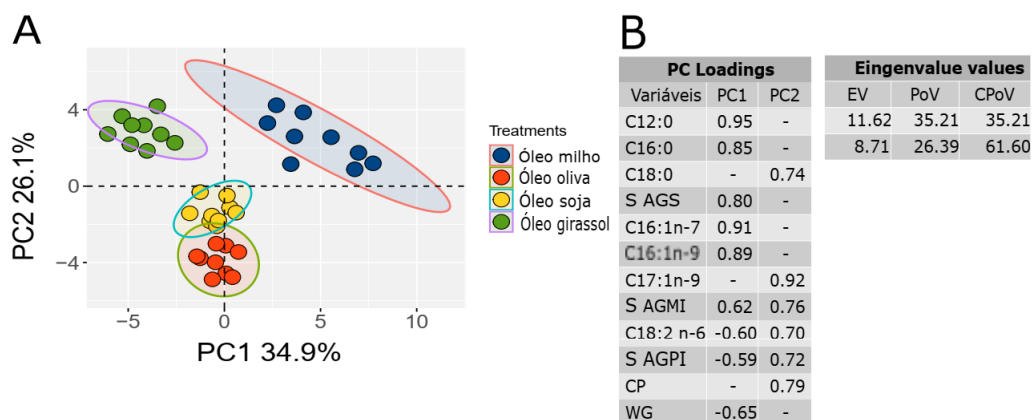 A
PC2 26.1%
4
0
−4
−5
0
5
10
PC1 34.9%
Treatments
Óleo milho
Óleo oliva
Óleo soja
Óleo girassol
B
PC Loadings
Variáveis PC1 PC2
C12:0 0.95 -
C16:0 0.85 -
C18:0 - 0.74
S AGS 0.80 -
C16:1n-7 0.91 -
C16:1n-9 0.89 -
C17:1n-9 - 0.92
S AGMI 0.62 0.76
C18:2 n-6 -0.60 0.70
S AGPI -0.59 0.72
CP - 0.79
WG -0.65 -
Eingenvalue values
EV PoV CPoV
11.62 35.21 35.21
8.71 26.39 61.60